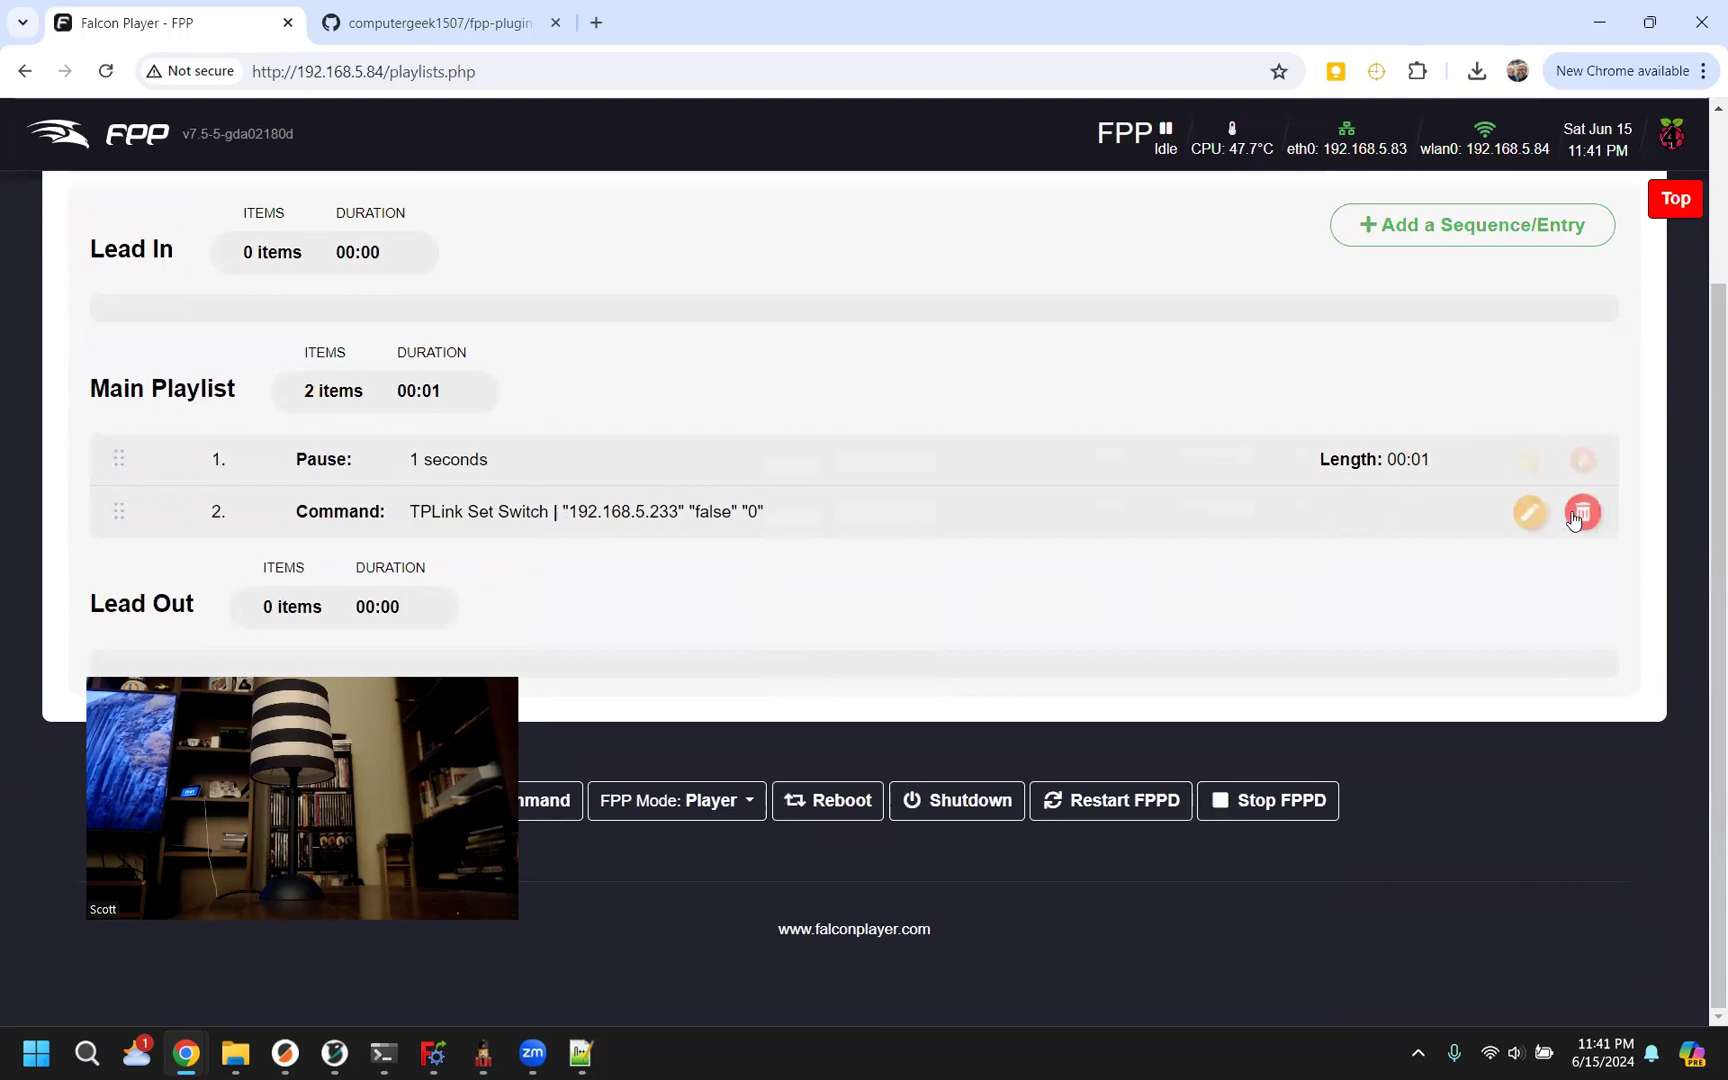 Falcon Player - FPP
computergeek1507/fpp-plugin-
Not secure
http://192.168.5.84/playlists.php
New Chrome available
FPP
v7.5-5-gda02180d
FPP
Idle
CPU: 47.7°C
eth0: 192.168.5.83
wlan0: 192.168.5.84
Sat Jun 15
11:41 PM
4
Top
ITEMS DURATION
Lead In 0 items 00:00
+ Add a Sequence/Entry
ITEMS DURATION
Main Playlist 2 items 00:01
1. Pause: 1 seconds Length: 00:01
2. Command: TPLink Set Switch | "192.168.5.233" "false" "0"
ITEMS DURATION
Lead Out 0 items 00:00
mmand
FPP Mode: Player
Reboot
Shutdown
Restart FPPD
Stop FPPD
Scott
www.falconplayer.com
1
zm
11:41 PM
6/15/2024
PRE